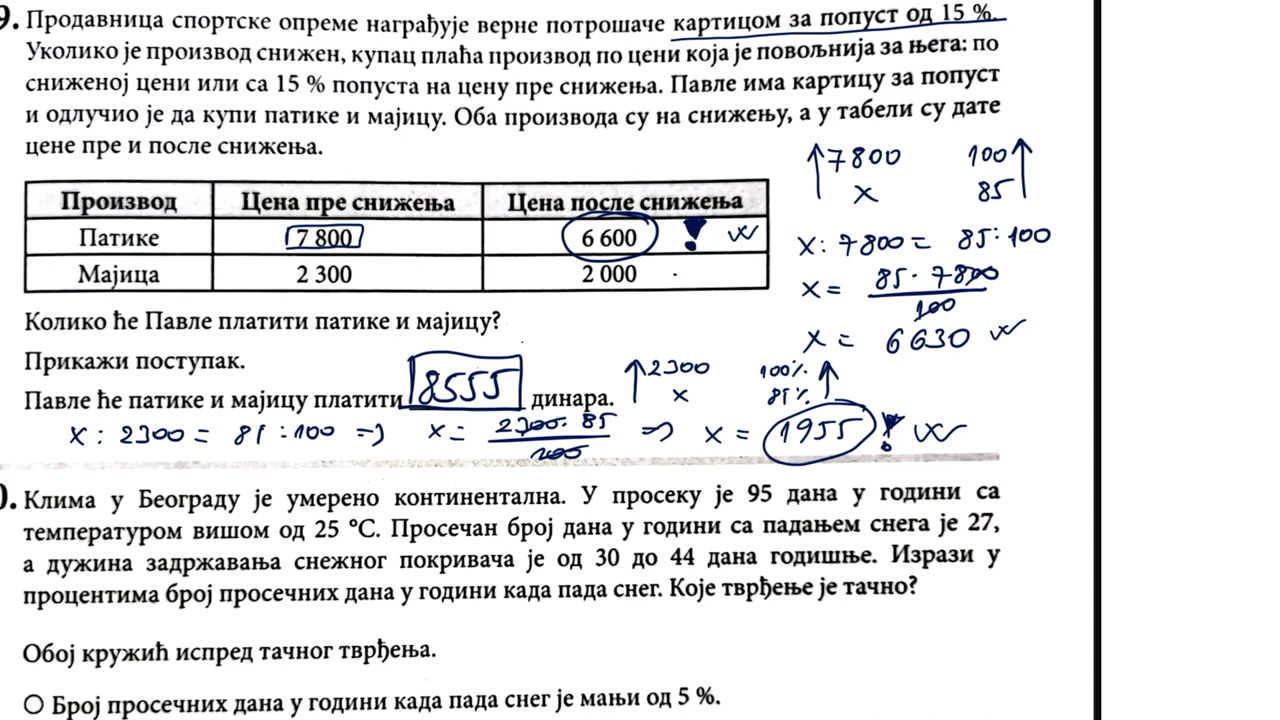 9. Продавница спортске опреме награђује верне потрошаче картицом за попуст од 15 %.
Уколико је производ снижен, купац плаћа производ по цени која је повољнија за њега: по
сниженој цени или са 15 % попуста на цену пре снижења. Павле има картицу за попуст
и одлучио је да купи патике и мајицу. Оба производа су на снижењу, а у табели су дате
цене пре и после снижења.
7800 100
x 85
Производ Цена пре снижења Цена после снижења
Патике 7 800 6 600 !
x : 7800 = 85 : 100
Мајица 2 300 2 000
x = 85 · 7800
100
x = 6630
Колико ће Павле платити патике и мајицу?
Прикажи поступак.
2300 100%
x 85%
Павле ће патике и мајицу платити 8555 динара.
x : 2300 = 85 : 100 => x = 2300 · 85 => x = 1955 !
100
0. Клима у Београду је умерено континентална. У просеку је 95 дана у години са
температуром вишом од 25 °C. Просечан број дана у години са падањем снега је 27,
а дужина задржавања снежног покривача је од 30 до 44 дана годишње. Изрази у
процентима број просечних дана у години када пада снег. Које тврђење је тачно?
Обој кружић испред тачног тврђења.
Број просечних дана у години када пада снег је мањи од 5 %.